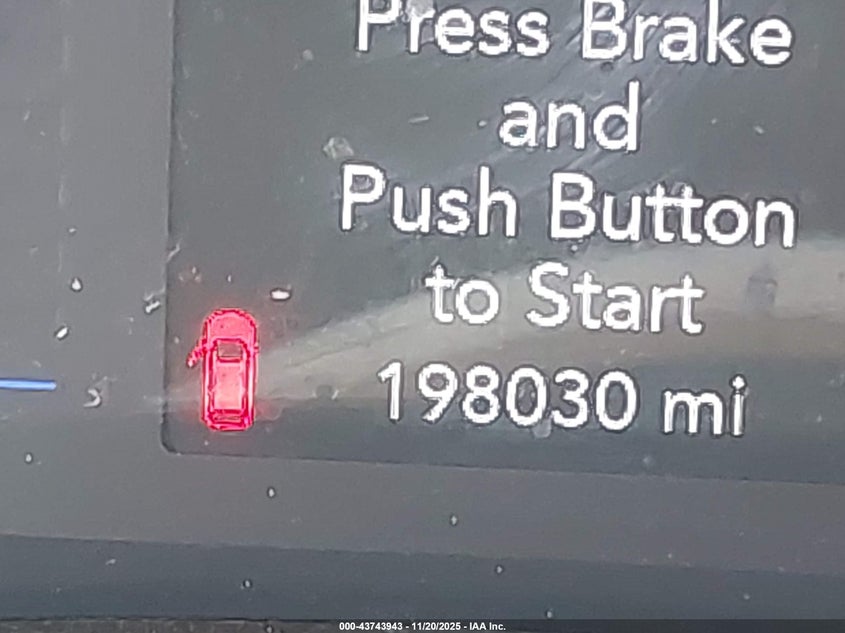 Press Brake
and
Push Button
to Start
198030 mi
000-43743943 - 11/20/2025 - IAA Inc.